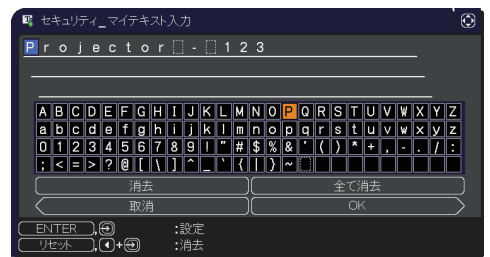 セキュリティ_マイテキスト入力
Projector - 123
A B C D E F G H I J K L M N O P Q R S T U V W X Y Z
a b c d e f g h i j k l m n o p q r s t u v w x y z
0 1 2 3 4 5 6 7 8 9 ! " # $ % & ' ( ) * + , - . / :
; < = > ? @ [ \ ] ^ _ ` { | } ~
消去 全て消去
取消 OK
ENTER , :設定
リセット , + :消去